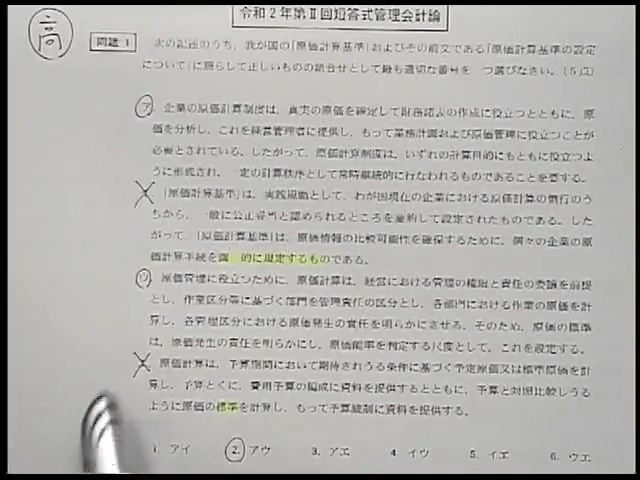 令和2年第Ⅱ回短答式管理会計論
高
問題 1 次の記述のうち、我が国の「原価計算基準」およびその前文である「原価計算基準の設定
について」に照らして正しいものの組合せとして最も適切な番号を一つ選びなさい。(5点)
ア 企業の原価計算制度は、真実の原価を確定して財務諸表の作成に役立つとともに、原
価を分析し、これを経営管理者に提供し、もって業務計画および原価管理に役立つことが
必要とされている。したがって、原価計算制度は、いずれの計算目的にもともに役立つよ
うに形成され、一定の計算秩序として常時継続的に行なわれるものであることを要する。
「原価計算基準」は、実践規範として、わが国現在の企業における原価計算の慣行のう
ちから、一般に公正妥当と認められるところを要約して設定されたものである。した
がって、「原価計算基準」は、原価情報の比較可能性を確保するために、個々の企業の原
価計算手続を画一的に規定するものである。
ウ 原価管理に役立つために、原価計算は、経営における管理の権限と責任の委譲を前提
とし、作業区分等に基づく部門を管理責任の区分とし、各部門における作業の原価を計
算し、各管理区分における原価発生の責任を明らかにさせる。そのため、原価の標準
は、原価発生の責任を明らかにし、原価能率を判定する尺度として、これを設定する。
原価計算は、予算期間において期待されうる条件に基づく予定原価又は標準原価を計
算し、予算とくに、費用予算の編成に資料を提供するとともに、予算と対照比較しうる
ように原価の標準を計算し、もって予算統制に資料を提供する。
1. アイ 2. アウ 3. アエ 4. イウ 5. イエ 6. ウエ